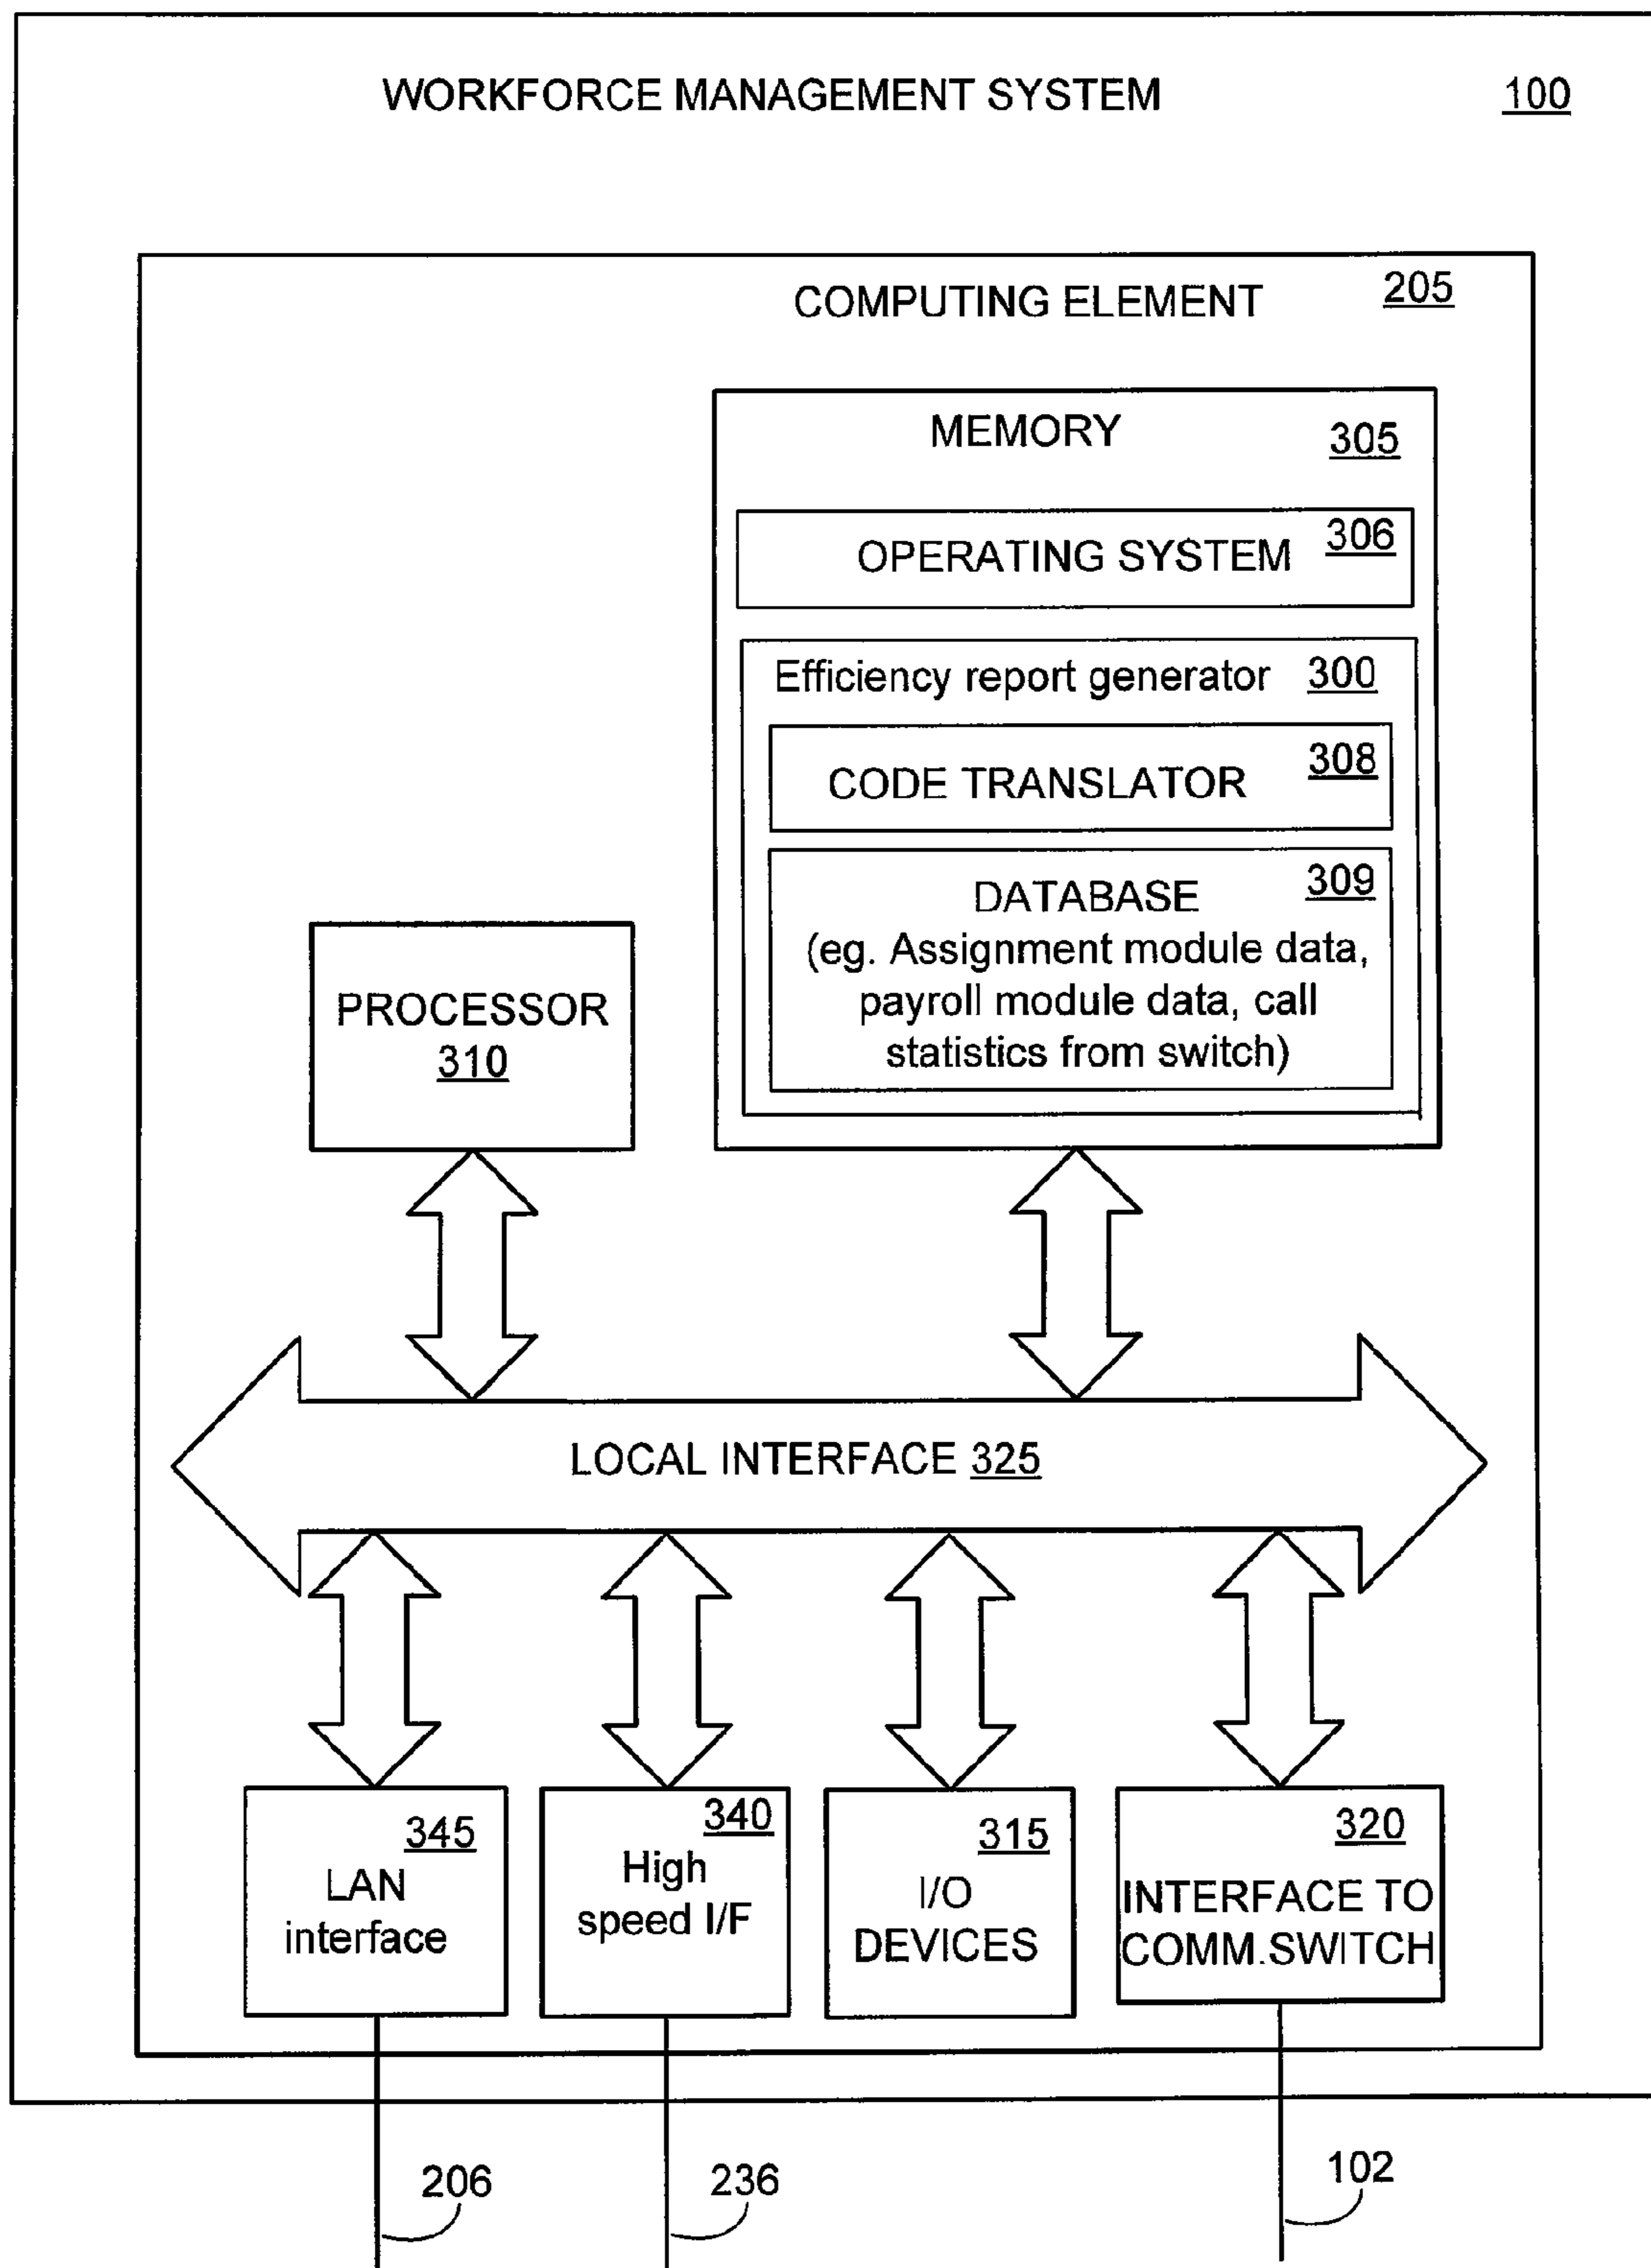 WORKFORCE MANAGEMENT SYSTEM 100
COMPUTING ELEMENT 205
MEMORY 305
OPERATING SYSTEM 306
Efficiency report generator 300
CODE TRANSLATOR 308
DATABASE 309
(eg. Assignment module data,
payroll module data, call
statistics from switch)
PROCESSOR
310
LOCAL INTERFACE 325
345
LAN
interface
340
High
speed I/F
315
I/O
DEVICES
320
INTERFACE TO
COMM.SWITCH
206
236
102